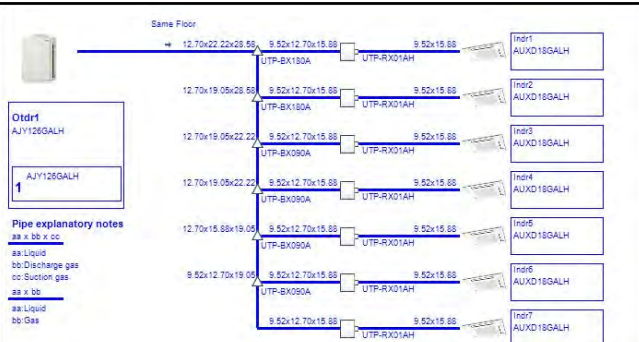 Same Floor
12.70x22.22x28.58 9.52x12.70x15.88 9.52x15.88 Indr1
AUXD18GALH
UTP-BX180A UTP-RX01AH
12.70x19.05x28.58 9.52x12.70x15.88 9.52x15.88 Indr2
AUXD18GALH
UTP-BX180A UTP-RX01AH
Otdr1
AJY126GALH
12.70x19.05x22.22 9.52x12.70x15.88 9.52x15.88 Indr3
AUXD18GALH
UTP-BX090A UTP-RX01AH
AJY126GALH
1
12.70x19.05x22.22 9.52x12.70x15.88 9.52x15.88 Indr4
AUXD18GALH
UTP-BX090A UTP-RX01AH
Pipe explanatory notes
aa x bb x cc
aa:Liquid
bb:Discharge gas
cc:Suction gas
aa x bb
aa:Liquid
bb:Gas
12.70x15.88x19.05 9.52x12.70x15.88 9.52x15.88 Indr5
AUXD18GALH
UTP-BX090A UTP-RX01AH
9.52x12.70x19.05 9.52x12.70x15.88 9.52x15.88 Indr6
AUXD18GALH
UTP-BX090A UTP-RX01AH
9.52x12.70x15.88 9.52x15.88 Indr7
AUXD18GALH
UTP-RX01AH